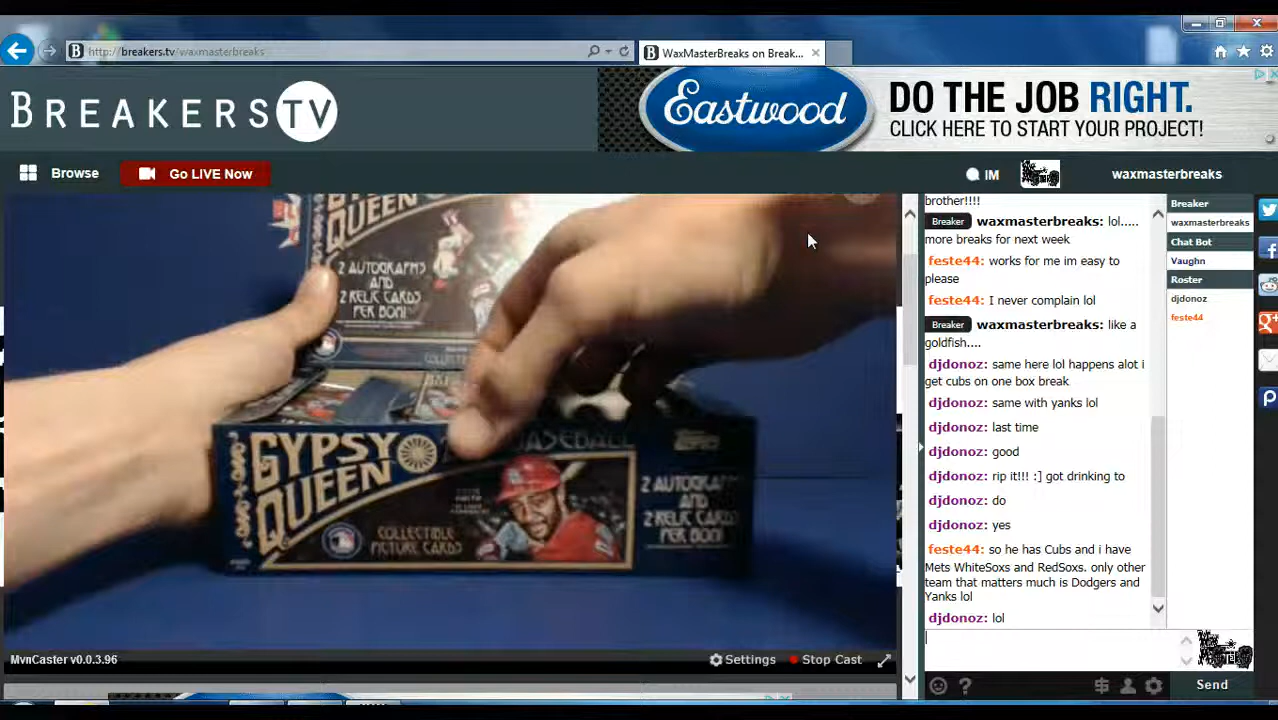 http://breakers.tv/waxmasterbreaks
WaxMasterBreaks on Break...
BREAKERS TV
Eastwood
DO THE JOB RIGHT.
CLICK HERE TO START YOUR PROJECT!
Browse
Go LIVE Now
IM
waxmasterbreaks
QUEEN
2 AUTOGRAPHS
AND
2 RELIC CARDS
PER BOX!
GYPSY
QUEEN
BASEBALL
TOPPS
COLLECTIBLE
PICTURE CARDS
2 AUTOGRAPHS
AND
2 RELIC CARDS
PER BOX!
MvnCaster v0.0.3.96
Settings
Stop Cast
brother!!!!
Breaker waxmasterbreaks: lol.....
more breaks for next week
feste44: works for me im easy to
please
feste44: I never complain lol
Breaker waxmasterbreaks: like a
goldfish....
djdonoz: same here lol happens alot i
get cubs on one box break
djdonoz: same with yanks lol
djdonoz: last time
djdonoz: good
djdonoz: rip it!!! :] got drinking to
djdonoz: do
djdonoz: yes
feste44: so he has Cubs and i have
Mets WhiteSoxs and RedSoxs. only other
team that matters much is Dodgers and
Yanks lol
djdonoz: lol
Send
Breaker
waxmasterbreaks
Chat Bot
Vaughn
Roster
djdonoz
feste44